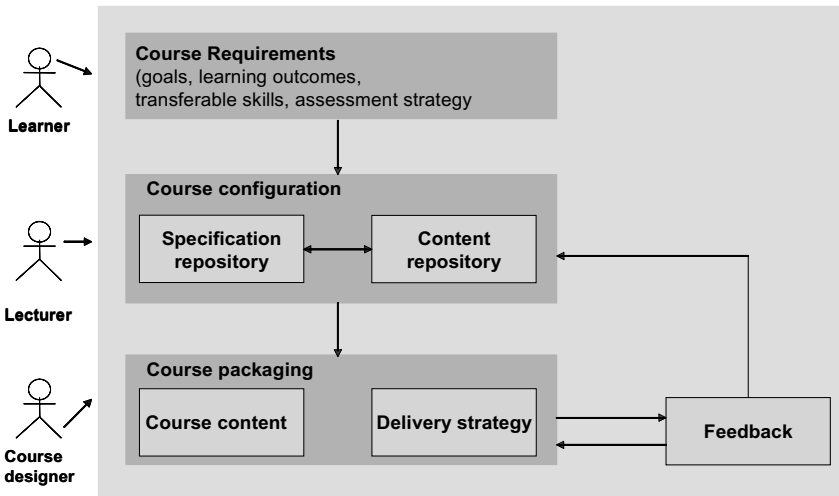 Course Requirements
(goals, learning outcomes,
transferable skills, assessment strategy
Learner
Course configuration
Specification
repository
Content
repository
Lecturer
Course packaging
Course content
Delivery strategy
Feedback
Course
designer